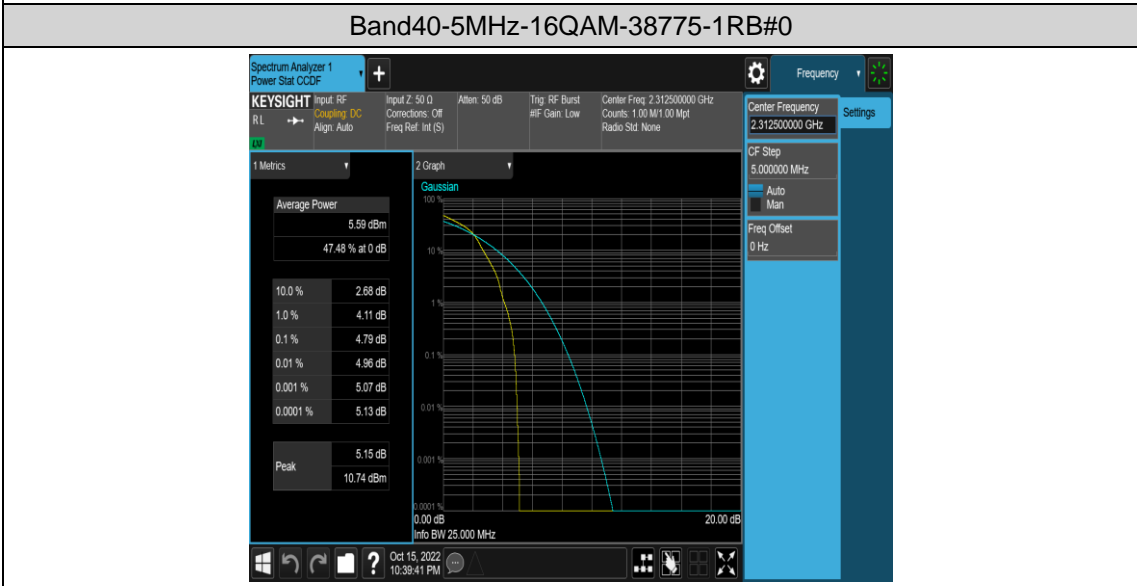 Band40-5MHz-16QAM-38775-1RB#0
Spectrum Analyzer 1
Power Stat CCDF
+
Frequency
KEYSIGHT
RL
LXI
Input: RF
Coupling: DC
Align: Auto
Input Z: 50 Ω
Corrections: Off
Freq Ref: Int (S)
Atten: 50 dB
Trig: RF Burst
#IF Gain: Low
Center Freq: 2.312500000 GHz
Counts: 1.00 M/1.00 Mpt
Radio Std: None
Center Frequency
2.312500000 GHz
Settings
CF Step
5.000000 MHz
Auto
Man
Freq Offset
0 Hz
1 Metrics
Average Power
5.59 dBm
47.48 % at 0 dB
10.0 % 2.68 dB
1.0 % 4.11 dB
0.1 % 4.79 dB
0.01 % 4.96 dB
0.001 % 5.07 dB
0.0001 % 5.13 dB
Peak
5.15 dB
10.74 dBm
2 Graph
Gaussian
100 %
10 %
1 %
0.1 %
0.01 %
0.001 %
0.0001 %
0.00 dB 20.00 dB
Info BW 25.000 MHz
?
Oct 15, 2022
10:39:41 PM